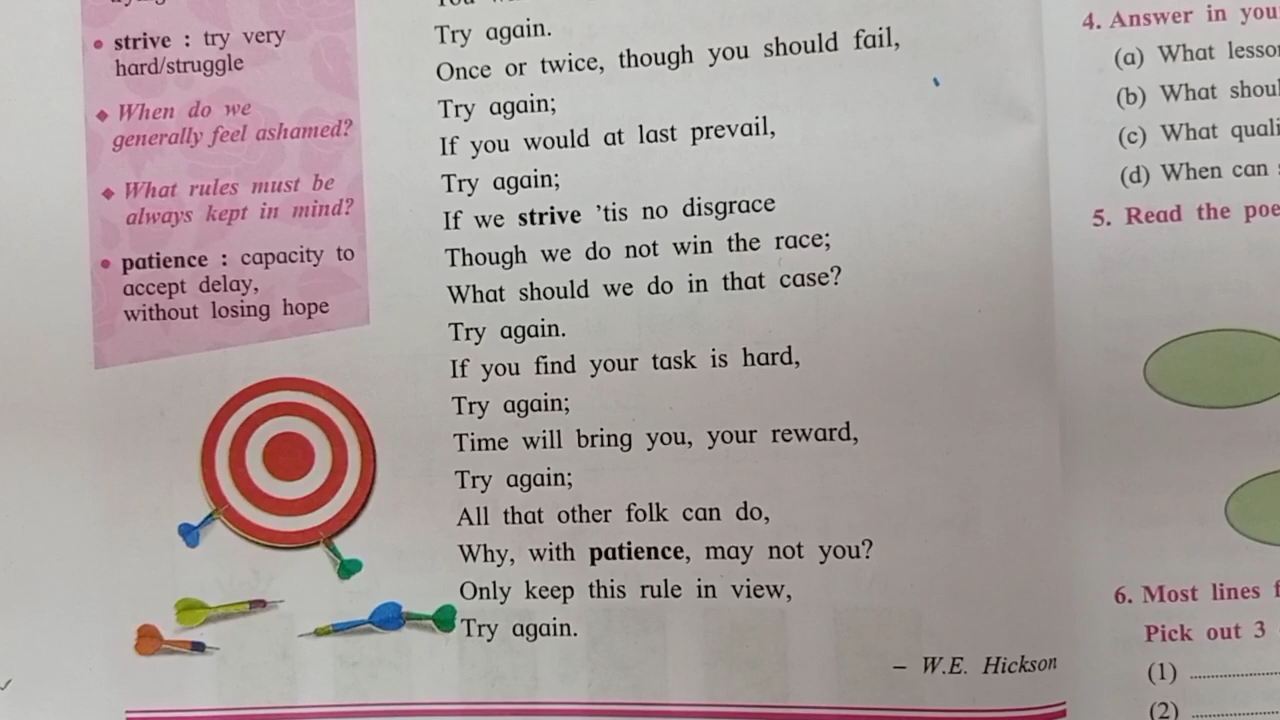 • strive : try very
hard/struggle
◆ When do we
generally feel ashamed?
◆ What rules must be
always kept in mind?
• patience : capacity to
accept delay,
without losing hope
Try again.
Once or twice, though you should fail,
Try again;
If you would at last prevail,
Try again;
If we strive ’tis no disgrace
Though we do not win the race;
What should we do in that case?
Try again.
If you find your task is hard,
Try again;
Time will bring you, your reward,
Try again;
All that other folk can do,
Why, with patience, may not you?
Only keep this rule in view,
Try again.
– W.E. Hickson
4. Answer in you
(a) What lesso
(b) What shoul
(c) What quali
(d) When can
5. Read the poe
6. Most lines
Pick out 3
(1) ..................
(2) ..................